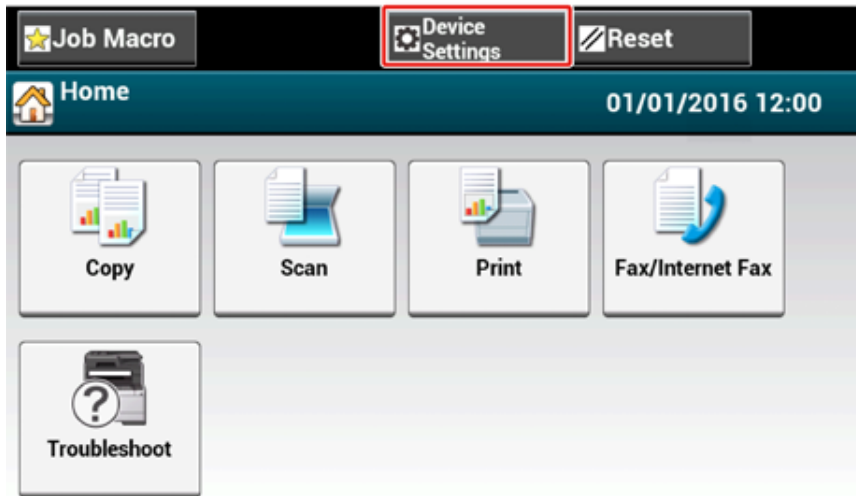 Job Macro
Device
Settings
Reset
Home
01/01/2016 12:00
Copy
Scan
Print
Fax/Internet Fax
?
Troubleshoot